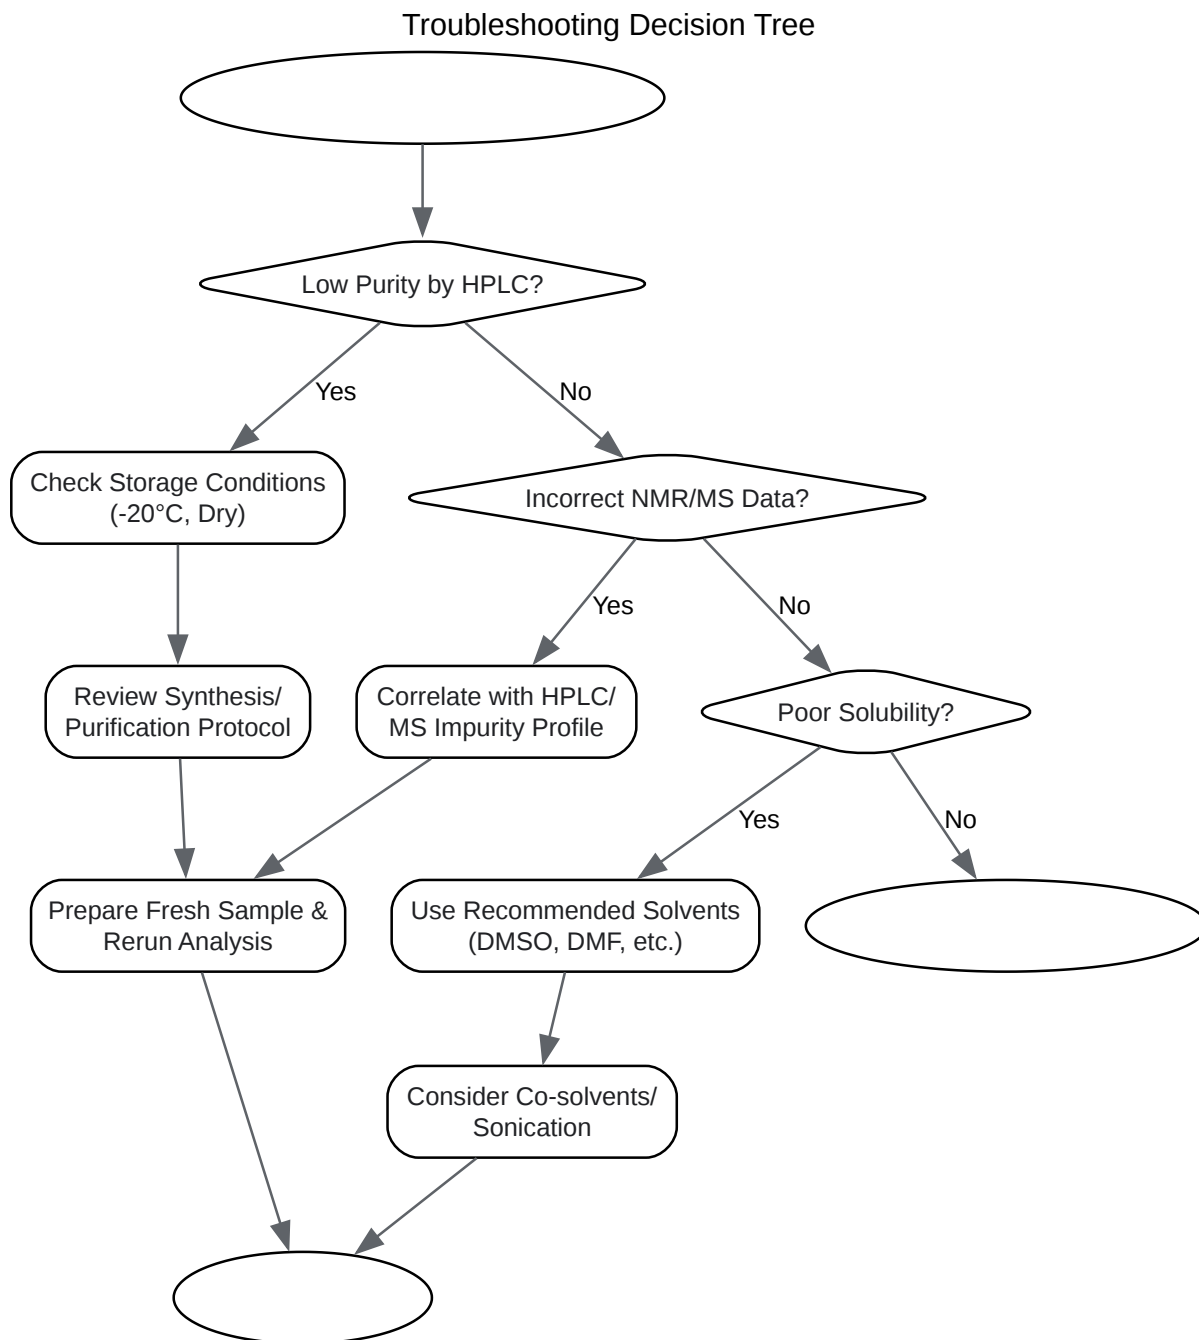 Troubleshooting Decision Tree
Low Purity by HPLC?
Yes
No
Check Storage Conditions
(-20°C, Dry)
Incorrect NMR/MS Data?
Yes
No
Review Synthesis/
Purification Protocol
Correlate with HPLC/
MS Impurity Profile
Poor Solubility?
Yes
No
Prepare Fresh Sample &
Rerun Analysis
Use Recommended Solvents
(DMSO, DMF, etc.)
Consider Co-solvents/
Sonication